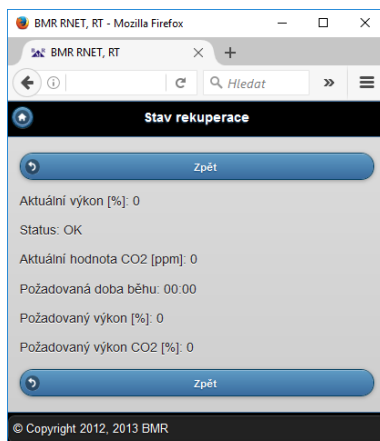 BMR RNET, RT - Mozilla Firefox
BMR RNET, RT
Hledat
Stav rekuperace
Zpět
Aktuální výkon [%]: 0
Status: OK
Aktuální hodnota CO2 [ppm]: 0
Požadovaná doba běhu: 00:00
Požadovaný výkon [%]: 0
Požadovaný výkon CO2 [%]: 0
Zpět
© Copyright 2012, 2013 BMR